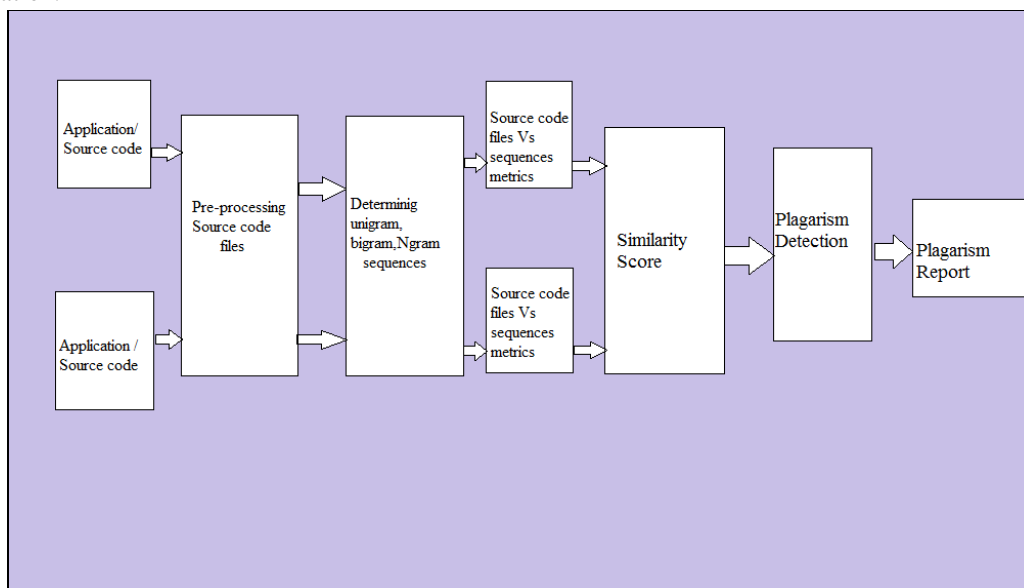 Application/
Source code
Pre-processing
Source code
files
Determinig
unigram,
bigram,Ngram
sequences
Source code
files Vs
sequences
metrics
Similarity
Score
Plagarism
Detection
Plagarism
Report
Application /
Source code
Source code
files Vs
sequences
metrics